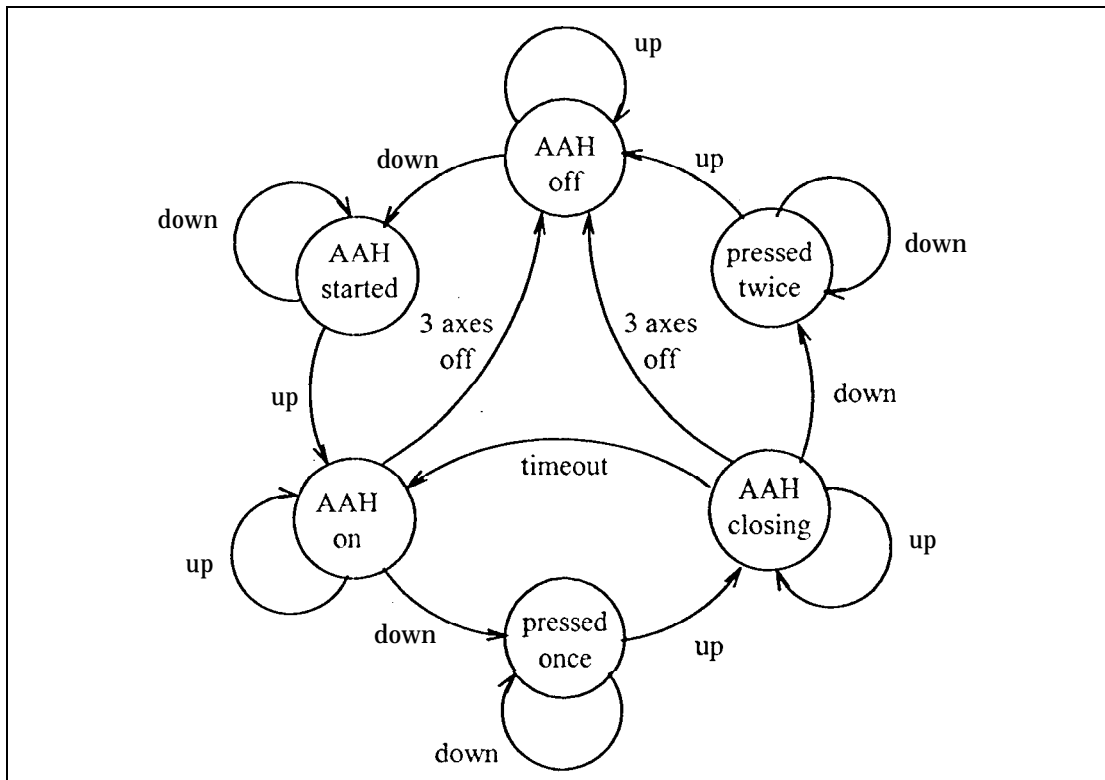 up
AAH
off
down
up
down
AAH
started
pressed
twice
down
3 axes
off
3 axes
off
up
down
timeout
AAH
on
AAH
closing
up
up
down
pressed
once
up
down